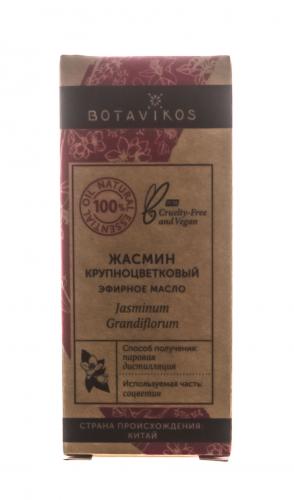 BOTAVIKOS
100% NATURAL
ESSENTIAL OIL
Cruelty-Free
and Vegan
ЖАСМИН
КРУПНОЦВЕТКОВЫЙ
ЭФИРНОЕ МАСЛО
Jasminum
Grandiflorum
Способ получения:
паровая
дистилляция
Используемая часть:
соцветия
СТРАНА ПРОИСХОЖДЕНИЯ:
КИТАЙ